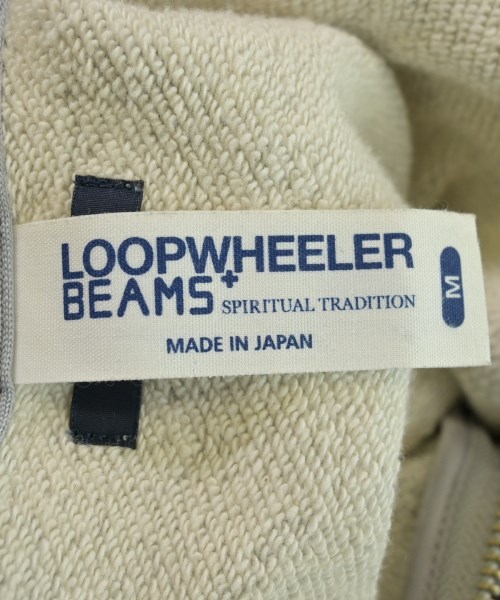 LOOPWHEELER
BEAMS+ SPIRITUAL TRADITION
MADE IN JAPAN
M